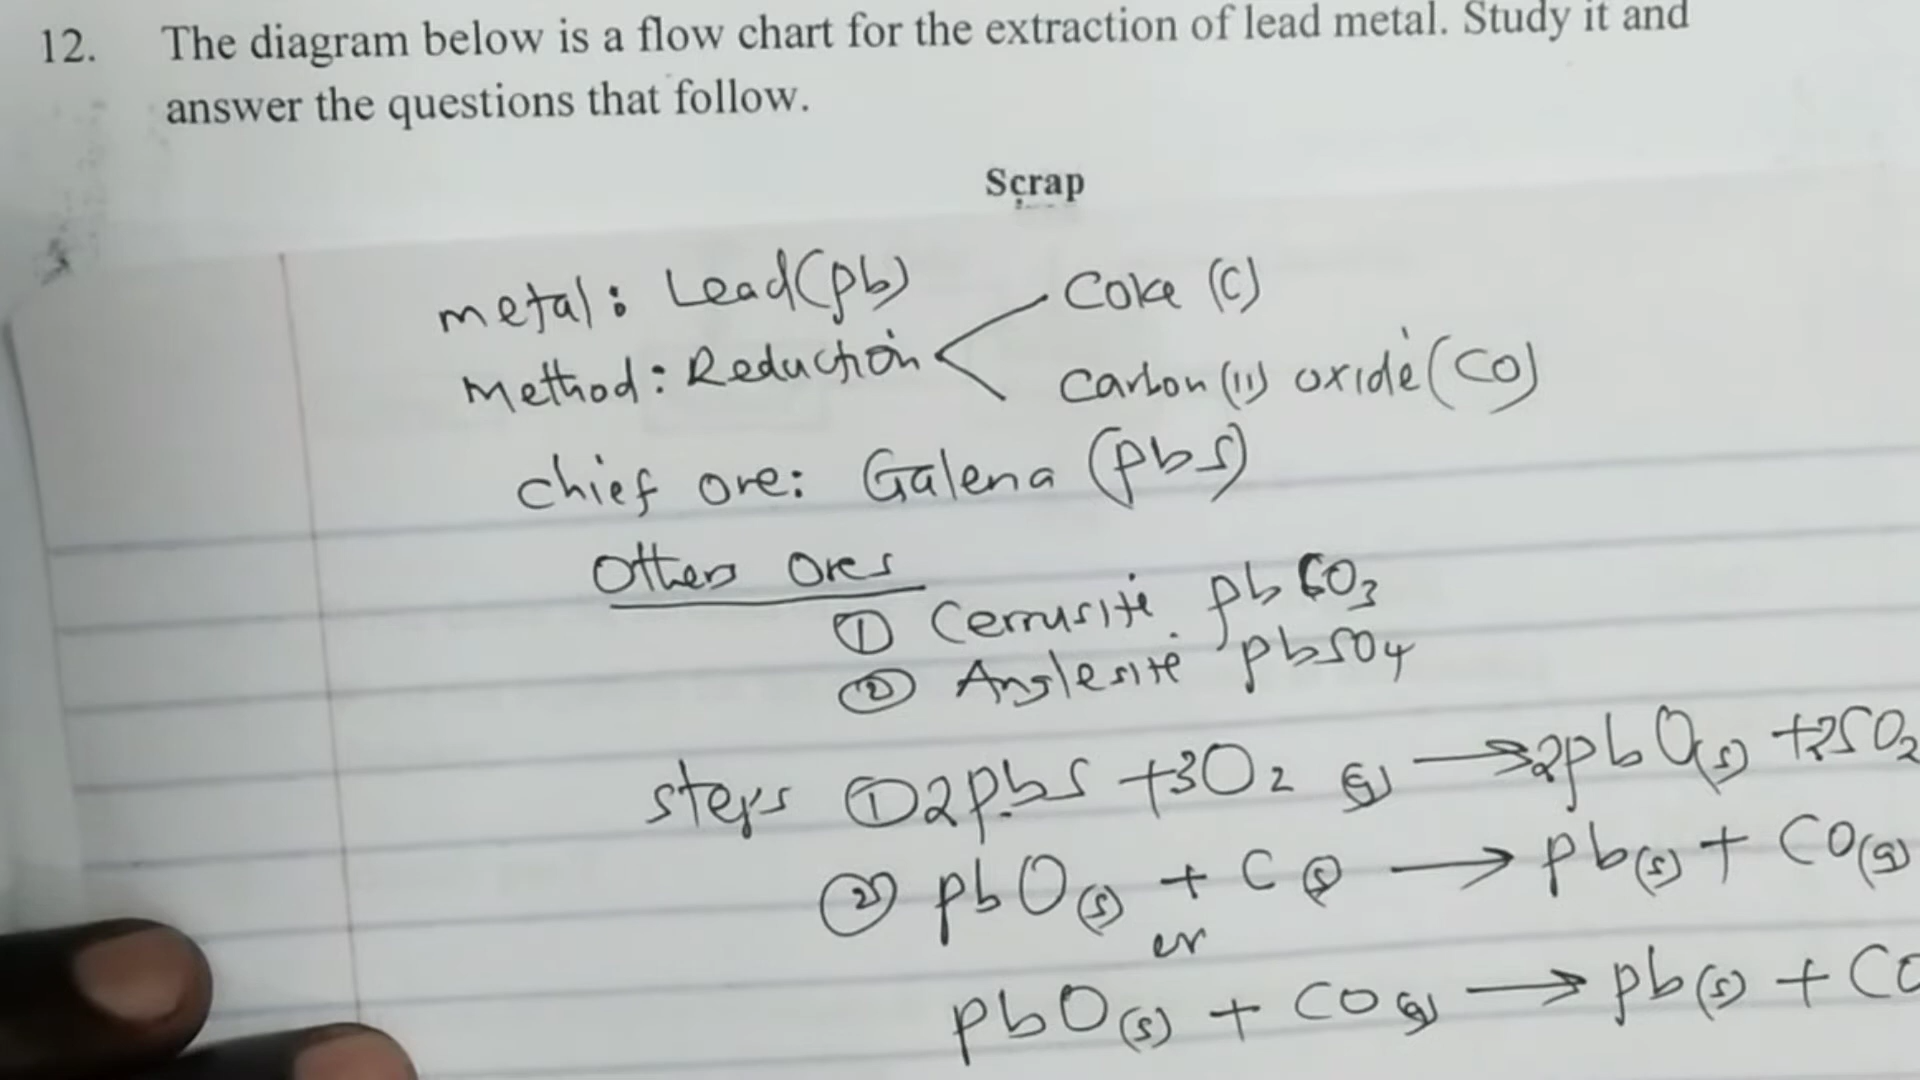 12. The diagram below is a flow chart for the extraction of lead metal. Study it and
answer the questions that follow.
Scrap
metal: Lead(pb)
Method: Reduction
Coke (C)
Carbon (11) oxide (CO)
chief ore: Galena (pbS)
Others Ores
① Cerrusite pbCO3
② Anglesite pbSO4
steps ① 2pbS + 3O2 (g) → 2pbO(s) + 2SO2
② pbO(s) + C(s) → pb(s) + CO(g)
or
pbO(s) + CO(g) → pb(s) + CO